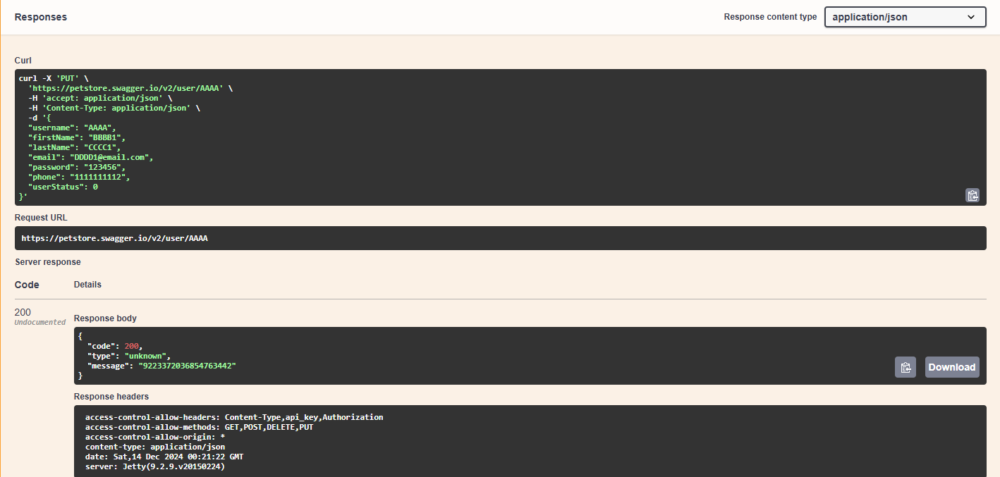 Responses
Response content type
application/json
Curl
curl -X 'PUT' \
  'https://petstore.swagger.io/v2/user/AAAA' \
  -H 'accept: application/json' \
  -H 'Content-Type: application/json' \
  -d '{
  "username": "AAAA",
  "firstName": "BBBB1",
  "lastName": "CCCC1",
  "email": "DDDD1@email.com",
  "password": "123456",
  "phone": "1111111112",
  "userStatus": 0
}'
Request URL
https://petstore.swagger.io/v2/user/AAAA
Server response
Code Details
200
Undocumented
Response body
{
  "code": 200,
  "type": "unknown",
  "message": "9223372036854763442"
}
Download
Response headers
access-control-allow-headers: Content-Type,api_key,Authorization
access-control-allow-methods: GET,POST,DELETE,PUT
access-control-allow-origin: *
content-type: application/json
date: Sat,14 Dec 2024 00:21:22 GMT
server: Jetty(9.2.9.v20150224)